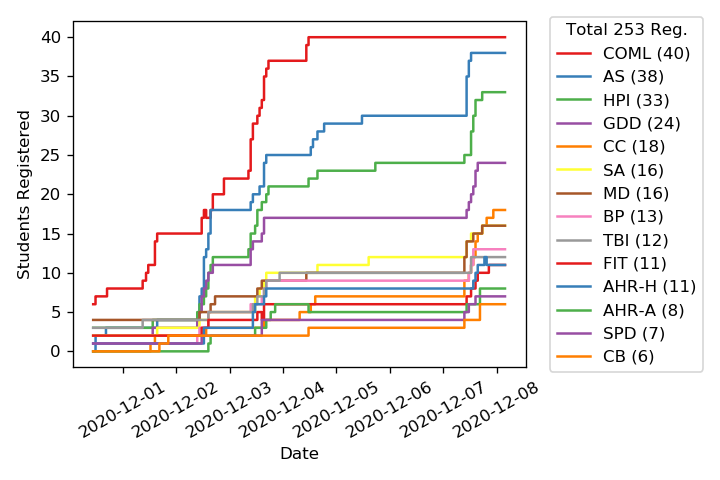 Total 253 Reg.
COML (40)
AS (38)
HPI (33)
GDD (24)
CC (18)
SA (16)
MD (16)
BP (13)
TBI (12)
FIT (11)
AHR-H (11)
AHR-A (8)
SPD (7)
CB (6)
Students Registered
40
35
30
25
20
15
10
5
0
2020-12-01
2020-12-02
2020-12-03
2020-12-04
2020-12-05
2020-12-06
2020-12-07
2020-12-08
Date